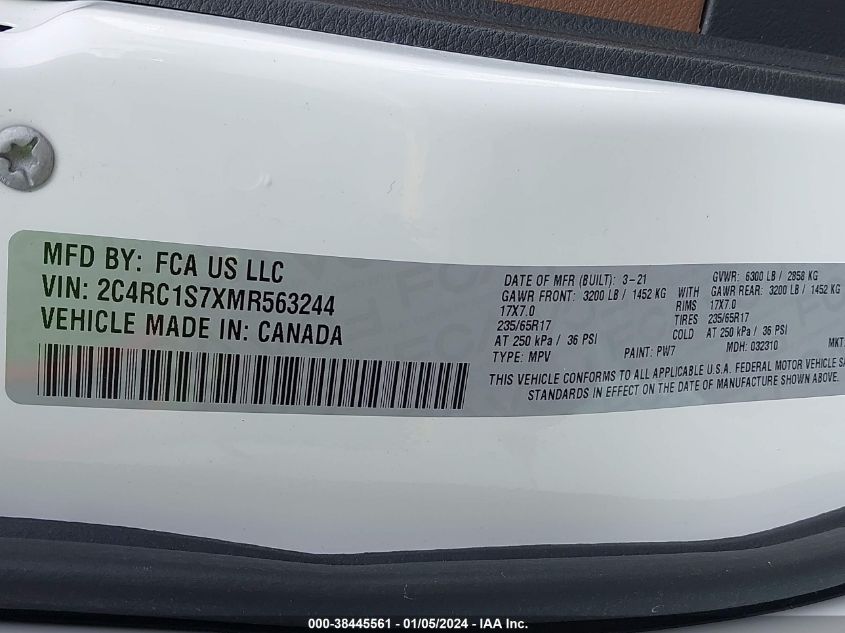 MFD BY: FCA US LLC
VIN: 2C4RC1S7XMR563244
VEHICLE MADE IN: CANADA
DATE OF MFR (BUILT): 3-21 GVWR: 6300 LB / 2858 KG
GAWR FRONT: 3200 LB / 1452 KG WITH GAWR REAR: 3200 LB / 1452 KG
17X7.0 RIMS 17X7.0
235/65R17 TIRES 235/65R17
AT 250 kPa / 36 PSI COLD AT 250 kPa / 36 PSI
TYPE: MPV PAINT: PW7 MDH: 032310 MKT
THIS VEHICLE CONFORMS TO ALL APPLICABLE U.S.A. FEDERAL MOTOR VEHICLE SA
STANDARDS IN EFFECT ON THE DATE OF MANUFACTURE SHOWN ABOVE.
000-38445561 - 01/05/2024 - IAA Inc.